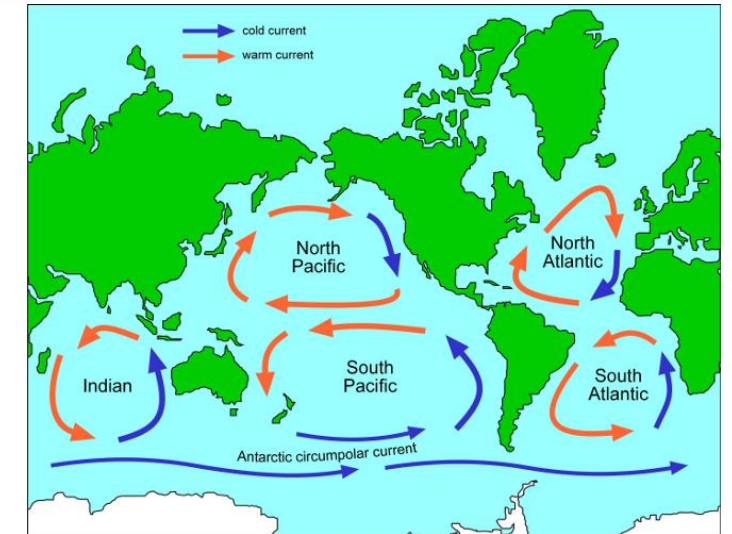 cold current
warm current
North
Pacific
North
Atlantic
Indian
South
Pacific
South
Atlantic
Antarctic circumpolar current